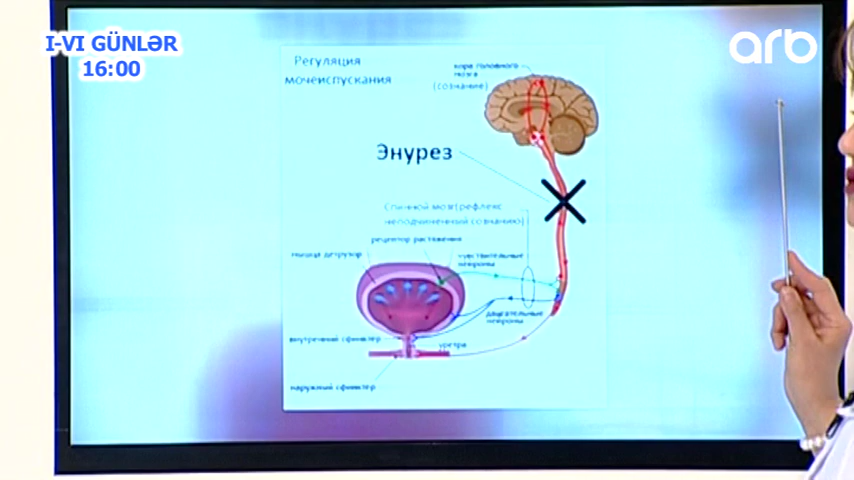 I-VI GÜNLƏR
16:00
arb
Регуляция
мочеиспускания
кора головного
мозга
(сознание)
Энурез
Спинной мозг(рефлекс
неподчиненный сознанию)
рецептор растяжения
мышца детрузор
чувствительные
нейроны
двигательные
нейроны
внутренний сфинктер
уретра
наружный сфинктер